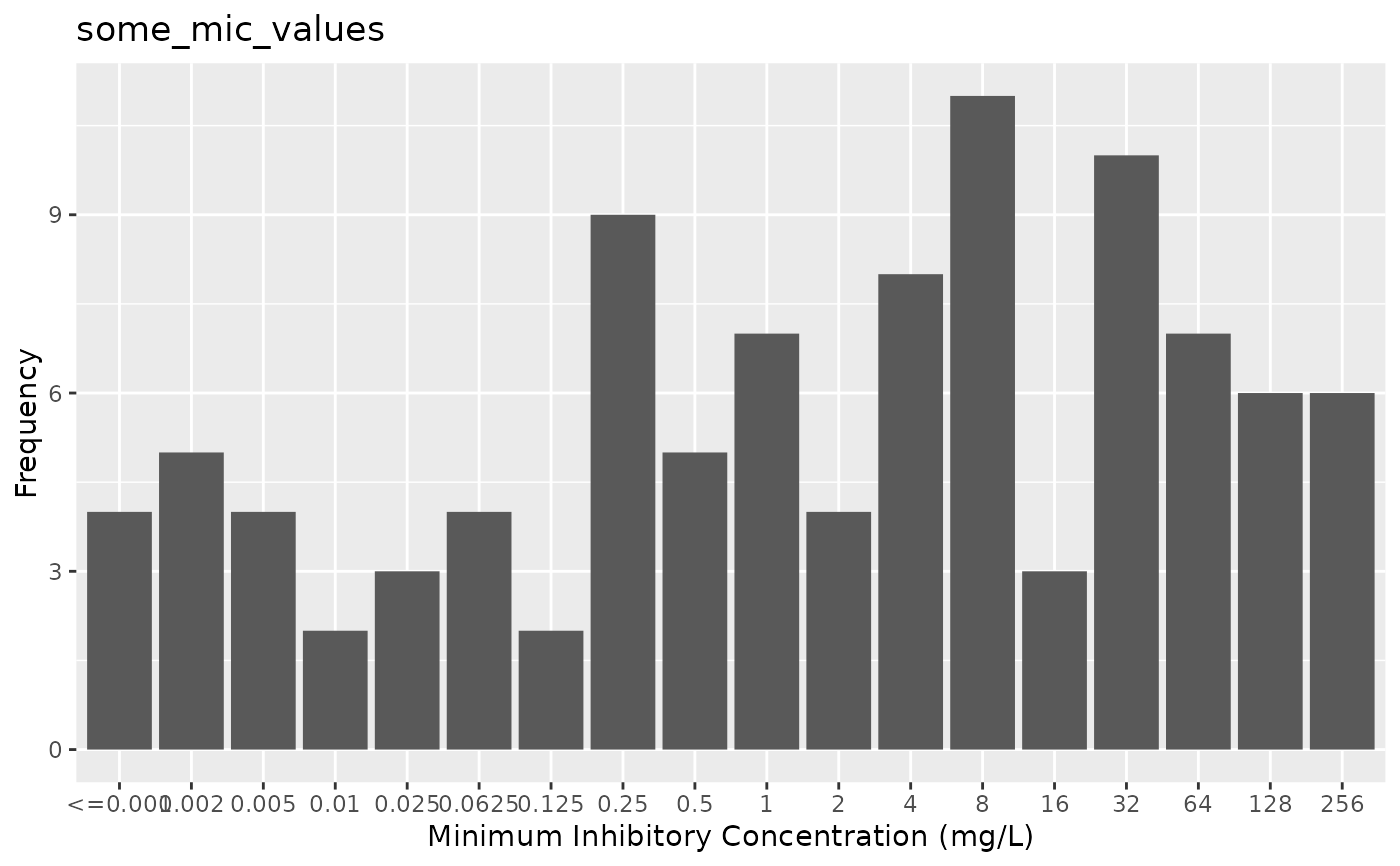 some_mic_values
Frequency
9
6
3
0
<=0.001 0.002 0.005 0.01 0.025 0.0625 0.125 0.25 0.5 1 2 4 8 16 32 64 128 256
Minimum Inhibitory Concentration (mg/L)